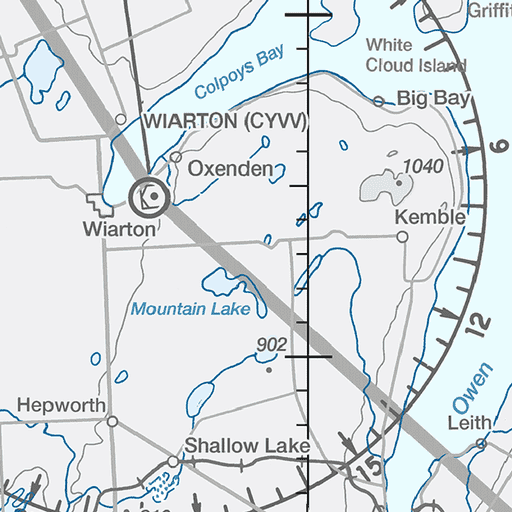 Griffit
White
Cloud Island
Colpoys Bay
Big Bay
WIARTON (CYVV)
6
Oxenden
1040
Kemble
Wiarton
Mountain Lake
12
902
Owen
Hepworth
Leith
Shallow Lake
15